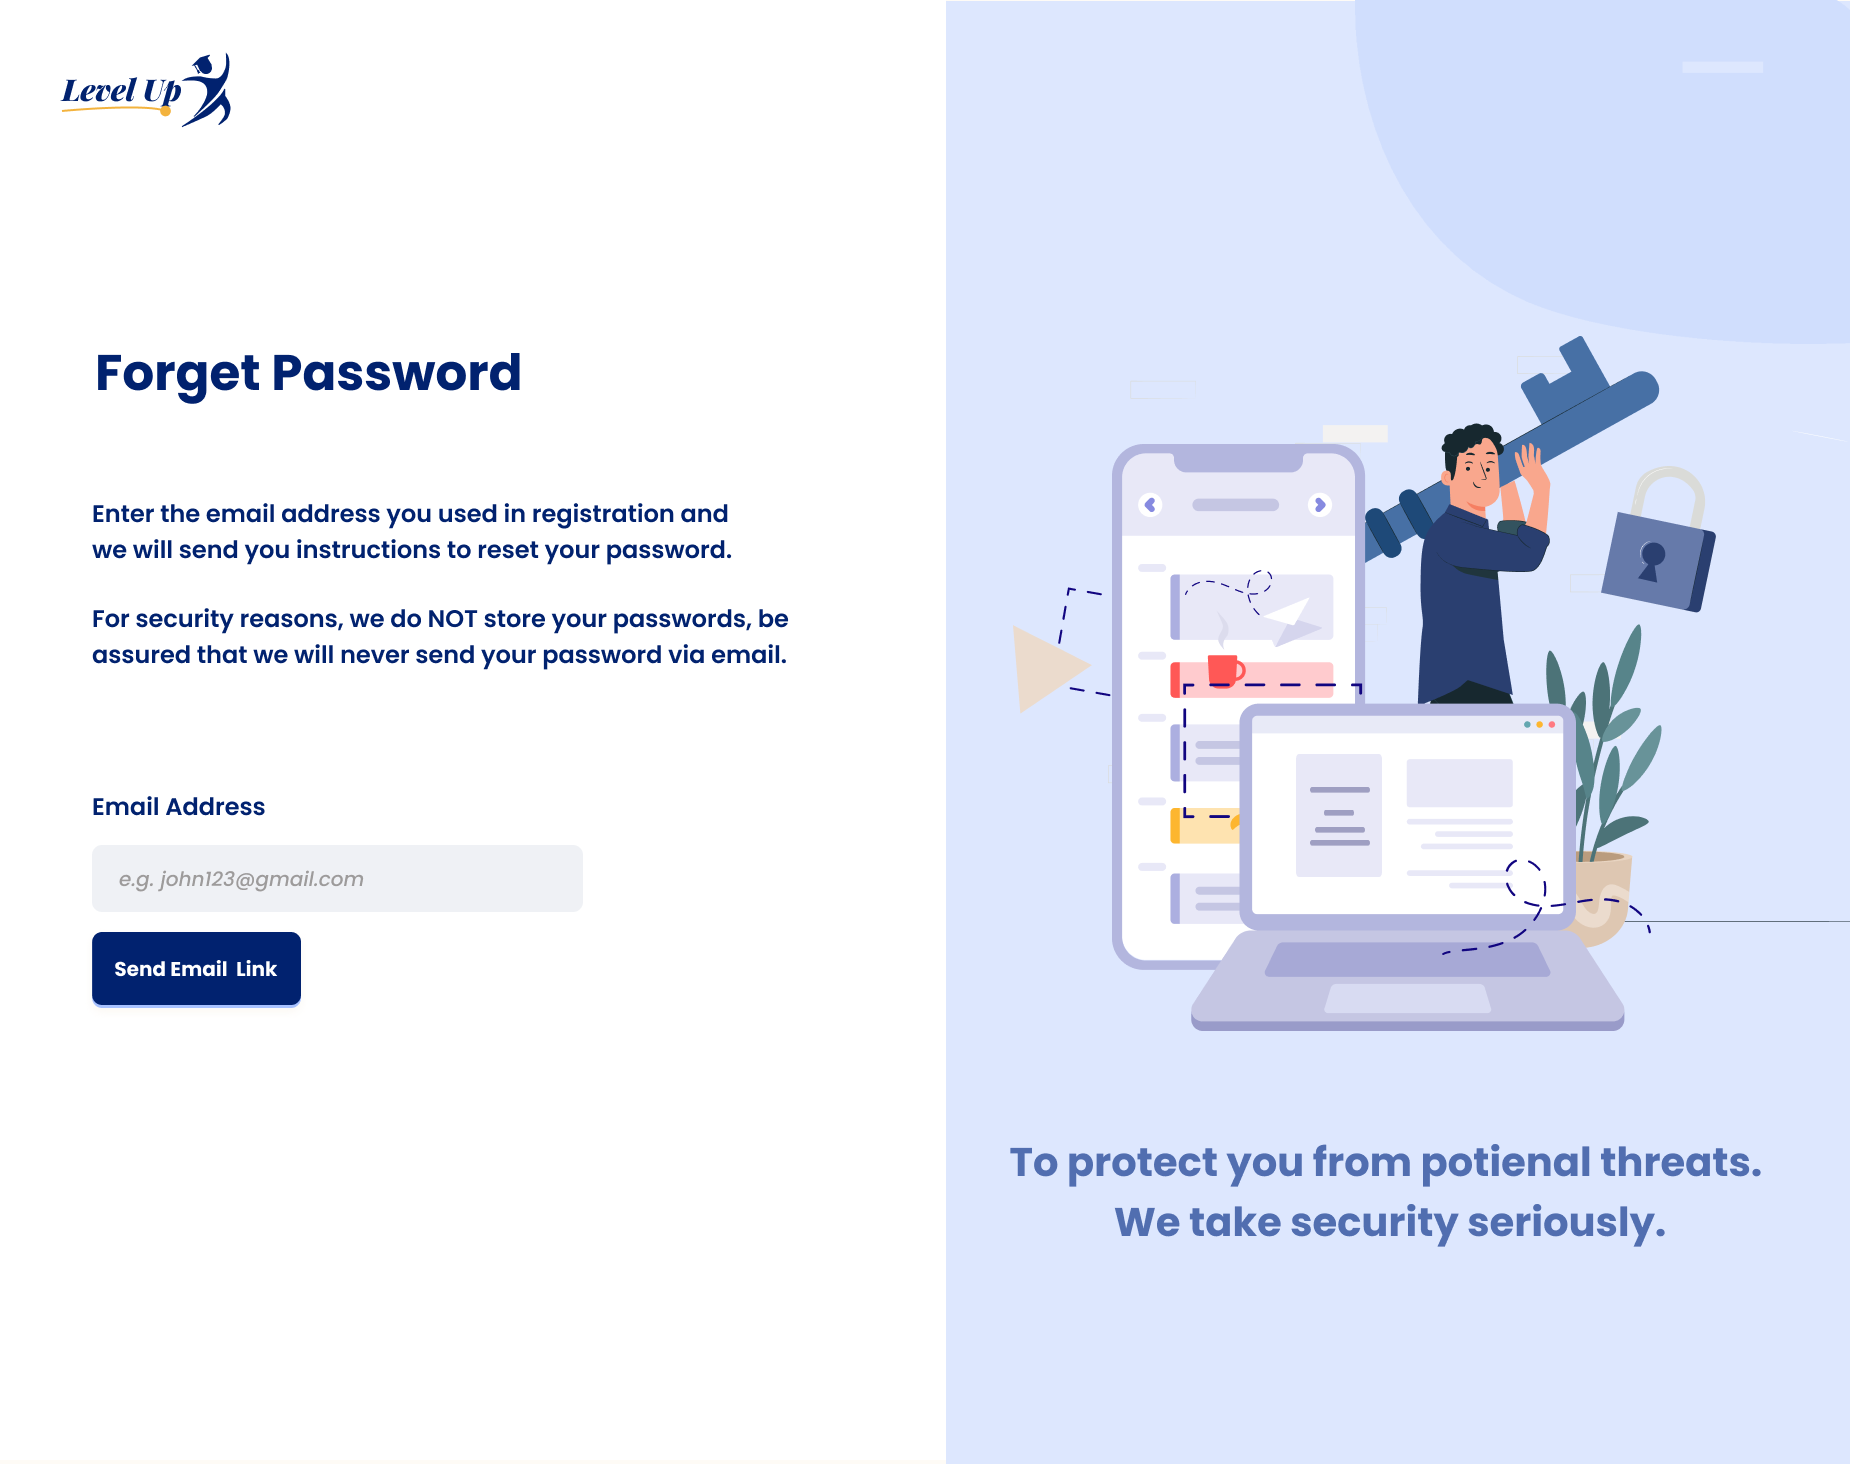 Level Up
Forget Password
Enter the email address you used in registration and
we will send you instructions to reset your password.
For security reasons, we do NOT store your passwords, be
assured that we will never send your password via email.
Email Address
e.g. john123@gmail.com
Send Email  Link
To protect you from potienal threats.
We take security seriously.